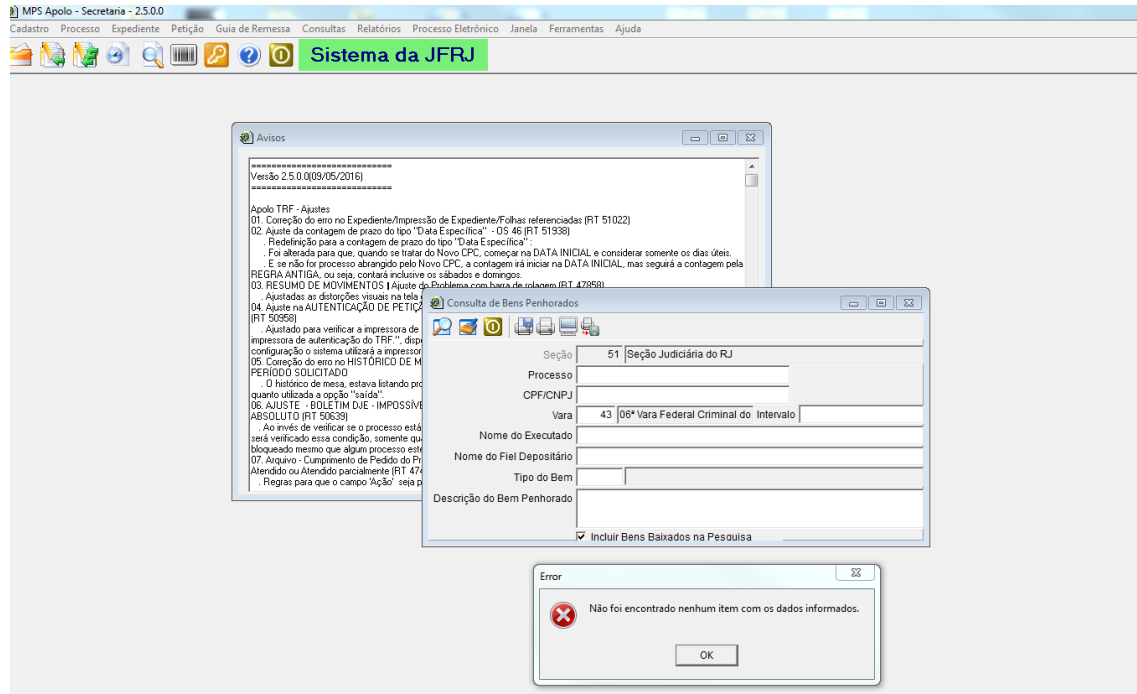 MPS Apolo - Secretaria - 2.5.0.0
Cadastro Processo Expediente Petição Guia de Remessa Consultas Relatórios Processo Eletrônico Janela Ferramentas Ajuda
Sistema da JFRJ
Avisos
==============================
Versão 2.5.0.0(09/05/2016)
==============================
Apolo TRF - Ajustes
01. Correção do erro no Expediente/Impressão de Expediente/Folhas referenciadas (RT 51022)
02. Ajuste da contagem de prazo do tipo "Data Específica" - OS 46 (RT 51938)
. Redefinição para a contagem de prazo do tipo "Data Específica" :
. Foi alterada para que, quando se tratar do Novo CPC, começar na DATA INICIAL e considerar somente os dias úteis.
. E se não for processo abrangido pelo Novo CPC, a contagem irá iniciar na DATA INICIAL, mas seguirá a contagem pela
REGRA ANTIGA, ou seja, contará inclusive os sábados e domingos.
03. RESUMO DE MOVIMENTOS | Ajuste do Problema com barra de rolagem (RT 47858)
. Ajustadas as distorções visuais na tela
04. Ajuste na AUTENTICAÇÃO DE PETIÇ
(RT 50958)
. Ajustado para verificar a impressora de
impressora de autenticação do TRF.", disp
configuração o sistema utilizará a impressor
05. Correção do erro no HISTÓRICO DE M
PERÍODO SOLICITADO
. O histórico de mesa, estava listando pro
quanto utilizada a opção "saída".
06. AJUSTE - BOLETIM DJE - IMPOSSÍVE
ABSOLUTO (RT 50639)
. Ao invés de verificar se o processo está
será verificado essa condição, somente qu
bloqueado mesmo que algum processo este
07. Arquivo - Cumprimento de Pedido do Pr
Atendido ou Atendido parcialmente (RT 474
. Regras para que o campo 'Ação' seja p
Consulta de Bens Penhorados
Seção 51 Seção Judiciária do RJ
Processo
CPF/CNPJ
Vara 43 06ª Vara Federal Criminal do Intervalo
Nome do Executado
Nome do Fiel Depositário
Tipo do Bem
Descrição do Bem Penhorado
Incluir Bens Baixados na Pesquisa
Error
Não foi encontrado nenhum item com os dados informados.
OK